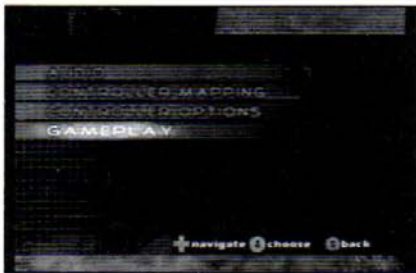 AUDIO
CONTROLLER MAPPING
CONTROLLER OPTIONS
GAMEPLAY
navigate A choose B back